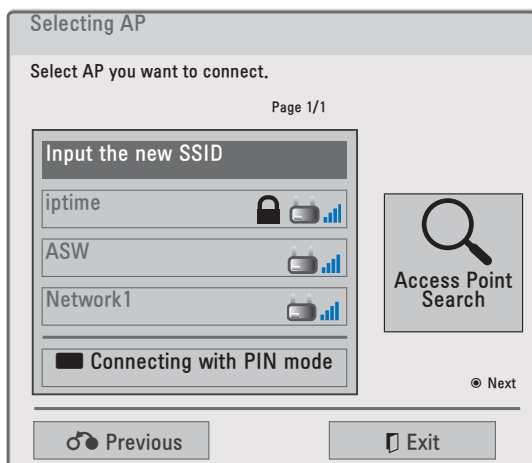 Selecting AP
Select AP you want to connect.
Page 1/1
Input the new SSID
iptime
ASW
Network1
Connecting with PIN mode
Access Point
Search
Next
Previous
Exit